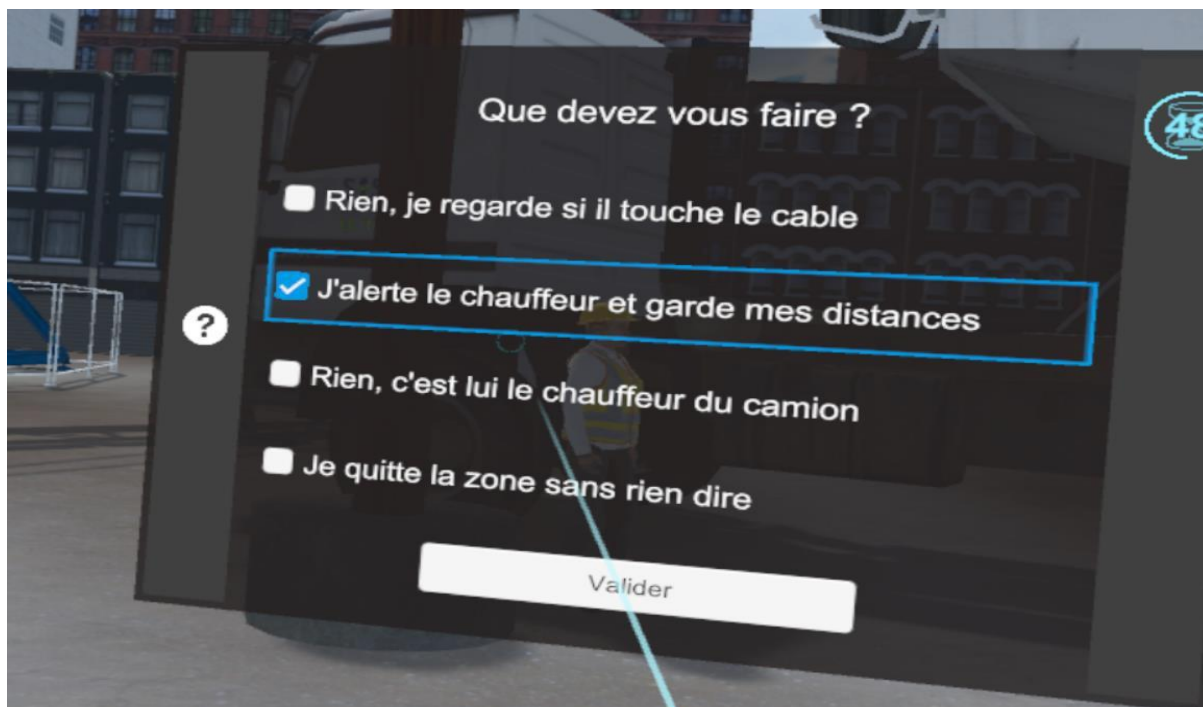 Que devez vous faire ?
48
Rien, je regarde si il touche le cable
J'alerte le chauffeur et garde mes distances
?
Rien, c'est lui le chauffeur du camion
Je quitte la zone sans rien dire
Valider